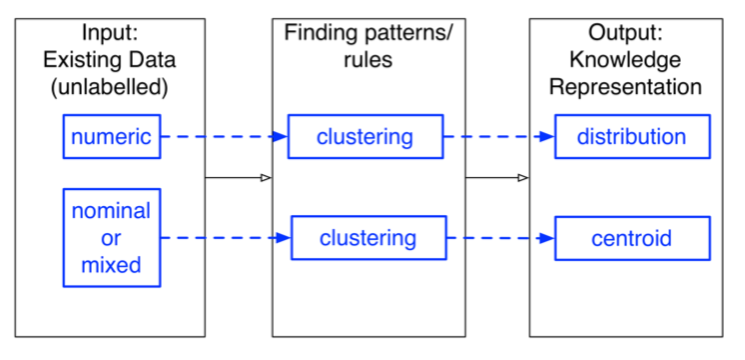 Input:
Existing Data
(unlabelled)
numeric
nominal
or
mixed
Finding patterns/
rules
clustering
clustering
Output:
Knowledge
Representation
distribution
centroid